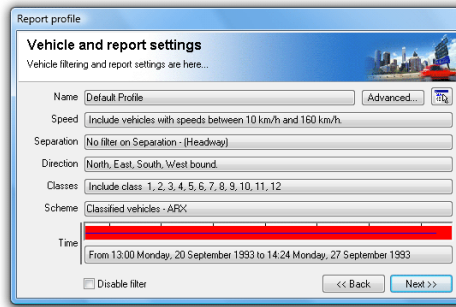 Report profile
Vehicle and report settings
Vehicle filtering and report settings are here...
Name Default Profile Advanced...
Speed Include vehicles with speeds between 10 km/h and 160 km/h.
Separation No filter on Separation - (Headway)
Direction North, East, South, West bound.
Classes Include class 1, 2, 3, 4, 5, 6, 7, 8, 9, 10, 11, 12
Scheme Classified vehicles - ARX
Time
From 13:00 Monday, 20 September 1993 to 14:24 Monday, 27 September 1993
Disable filter << Back Next >>